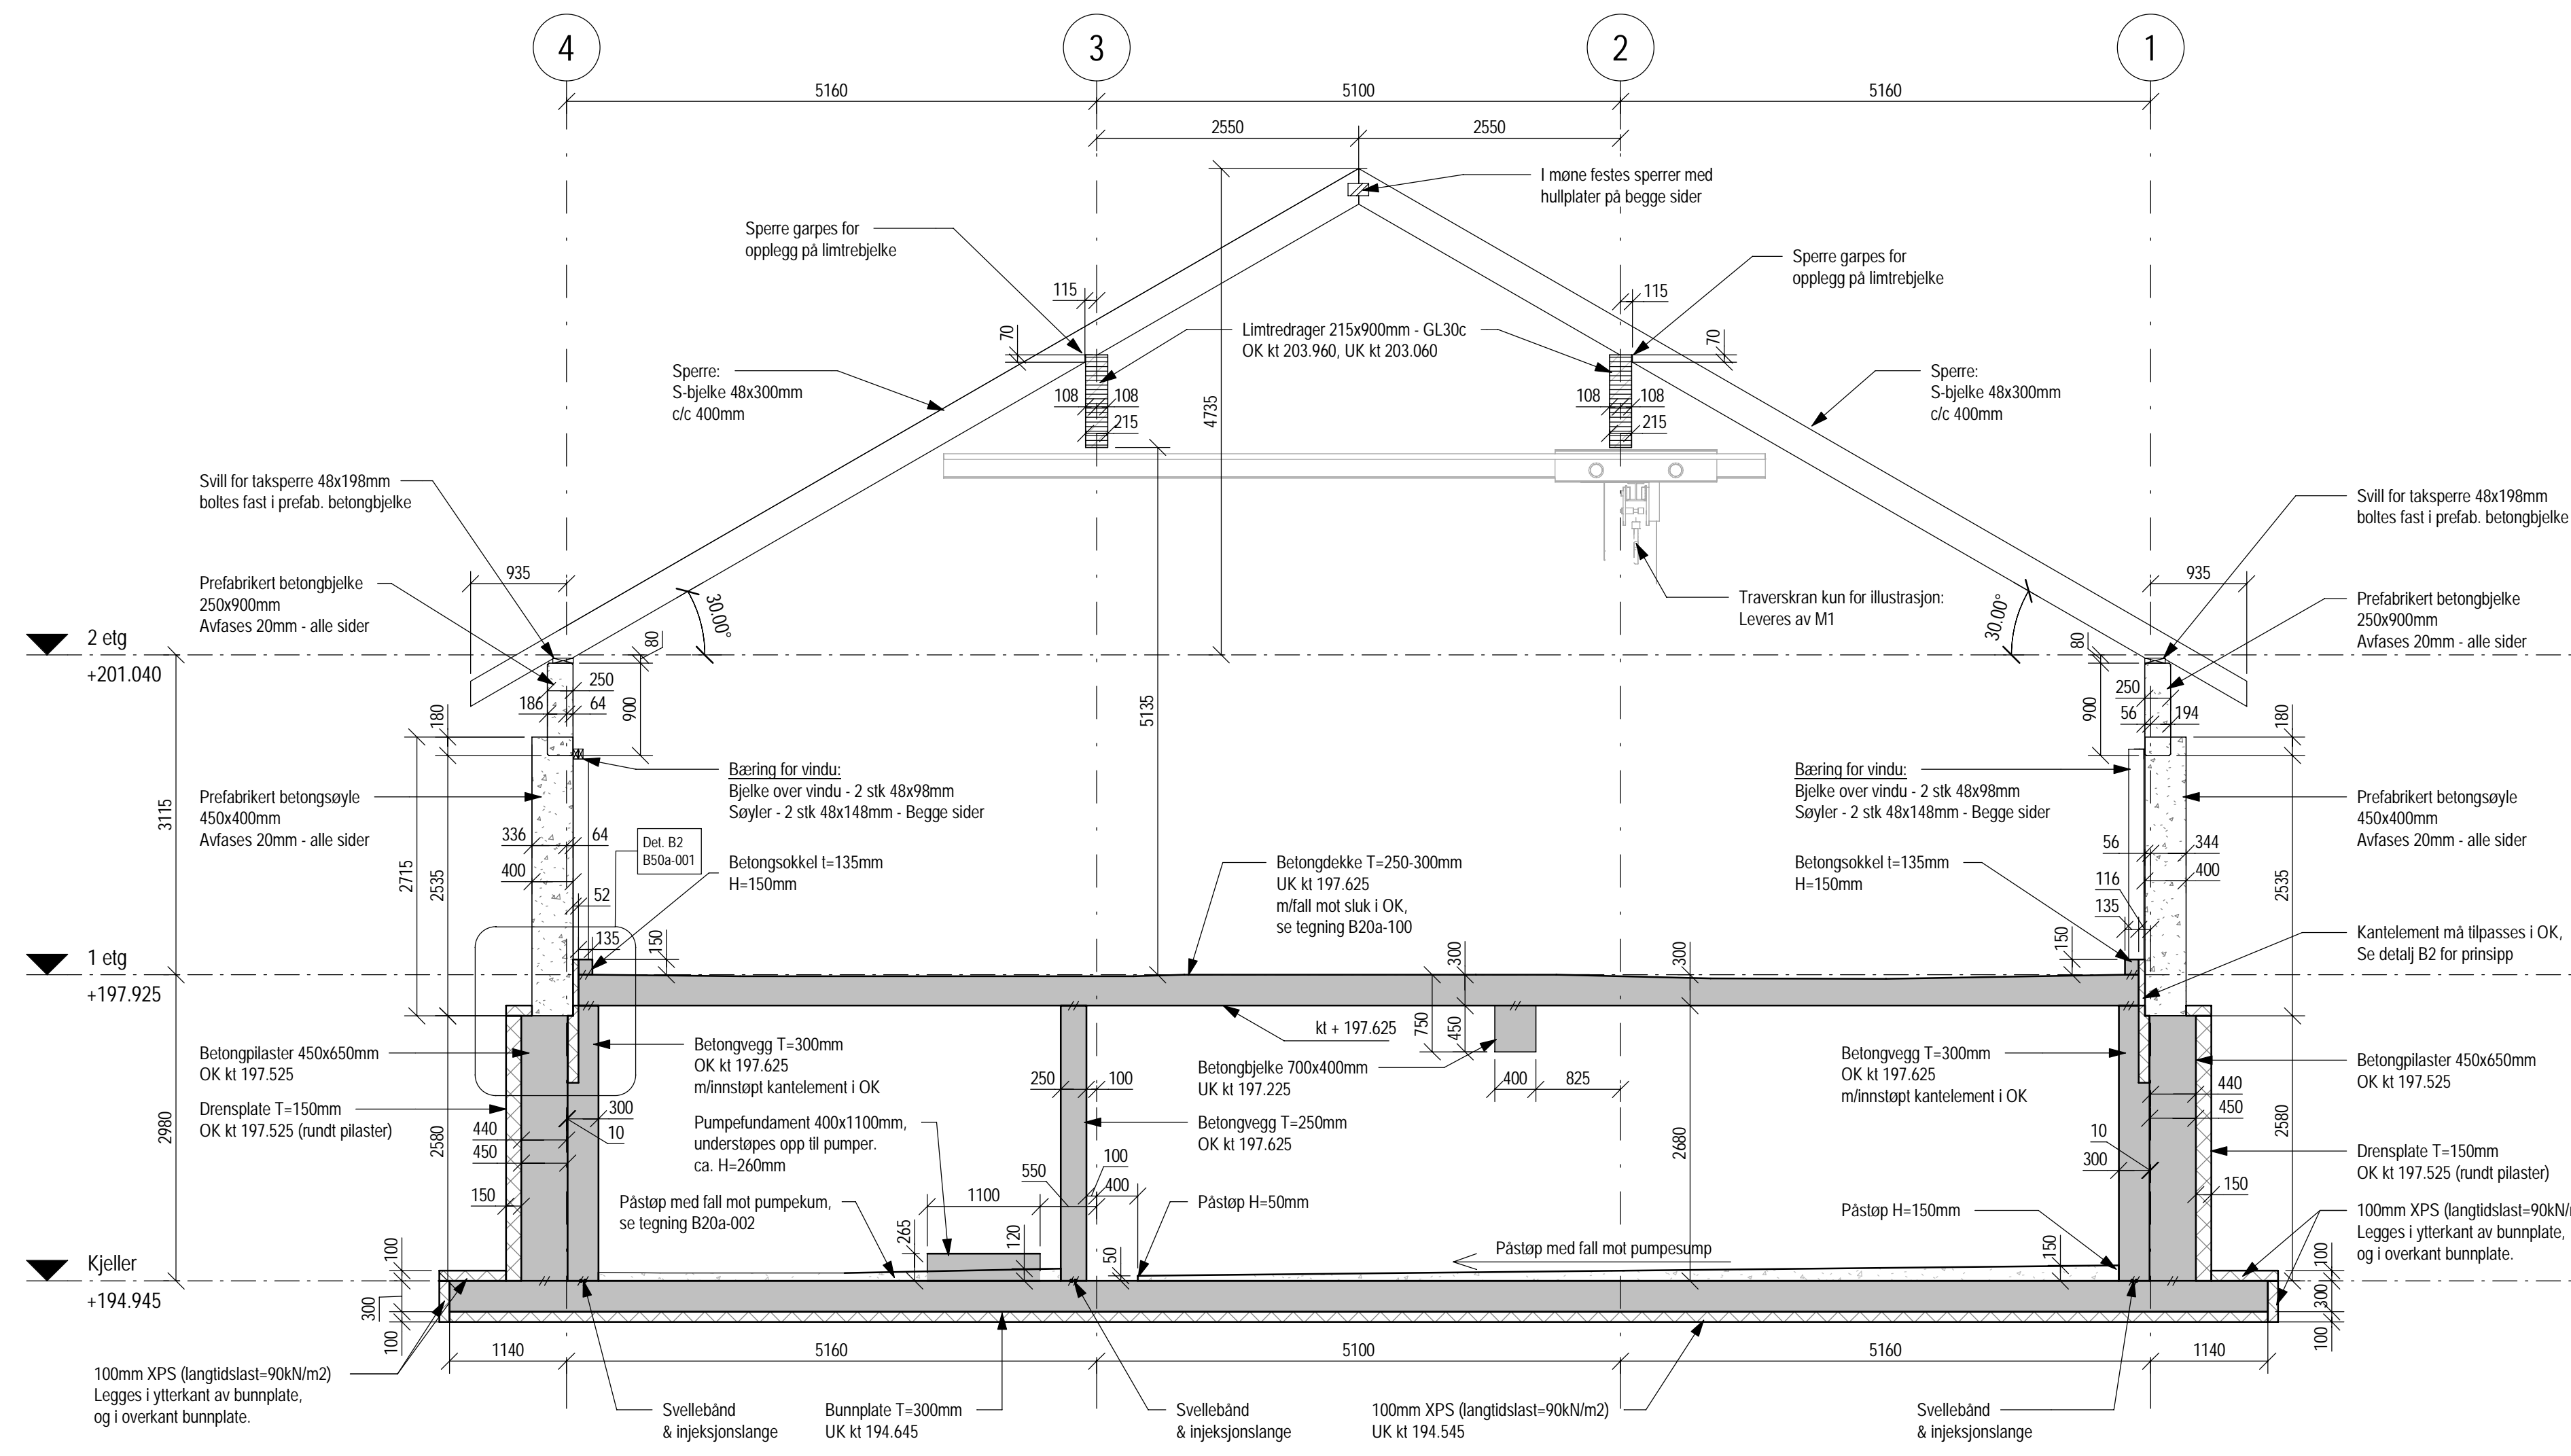 4
3
2
1
5160
5100
5160
2550
2550
I møne festes sperrer med
hullplater på begge sider
Sperre garpes for
opplegg på limtrebjelke
Sperre garpes for
opplegg på limtrebjelke
115
115
70
70
Limtredrager 215x900mm - GL30c
OK kt 203.960, UK kt 203.060
Sperre:
S-bjelke 48x300mm
c/c 400mm
Sperre:
S-bjelke 48x300mm
c/c 400mm
108
108
215
108
108
215
4735
Svill for taksperre 48x198mm
boltes fast i prefab. betongbjelke
Svill for taksperre 48x198mm
boltes fast i prefab. betongbjelke
935
935
Prefabrikert betongbjelke
250x900mm
Avfases 20mm - alle sider
Prefabrikert betongbjelke
250x900mm
Avfases 20mm - alle sider
30.00°
30.00°
Traverskran kun for illustrasjon:
Leveres av M1
2 etg
+201.040
80
80
250
186
64
900
180
250
56
194
900
180
5135
3115
2715
2535
2535
Bæring for vindu:
Bjelke over vindu - 2 stk 48x98mm
Søyler - 2 stk 48x148mm - Begge sider
Bæring for vindu:
Bjelke over vindu - 2 stk 48x98mm
Søyler - 2 stk 48x148mm - Begge sider
Prefabrikert betongsøyle
450x400mm
Avfases 20mm - alle sider
Prefabrikert betongsøyle
450x400mm
Avfases 20mm - alle sider
336
64
400
52
56
344
400
116
135
Det. B2
B50a-001
Betongsokkel t=135mm
H=150mm
Betongdekke T=250-300mm
UK kt 197.625
m/fall mot sluk i OK,
se tegning B20a-100
Betongsokkel t=135mm
H=150mm
Kantelement må tilpasses i OK,
Se detalj B2 for prinsipp
135
150
300
300
150
1 etg
+197.925
750
450
kt + 197.625
Betongpilaster 450x650mm
OK kt 197.525
Betongvegg T=300mm
OK kt 197.625
m/innstøpt kantelement i OK
Betongbjelke 700x400mm
UK kt 197.225
Betongvegg T=300mm
OK kt 197.625
m/innstøpt kantelement i OK
Betongpilaster 450x650mm
OK kt 197.525
250
100
400
825
Drensplate T=150mm
OK kt 197.525 (rundt pilaster)
Pumpefundament 400x1100mm,
understøpes opp til pumper.
ca. H=260mm
Betongvegg T=250mm
OK kt 197.625
Drensplate T=150mm
OK kt 197.525 (rundt pilaster)
2980
2580
2680
2580
440
450
300
10
150
440
450
10
300
150
550
100
400
1100
265
120
50
150
Påstøp med fall mot pumpekum,
se tegning B20a-002
Påstøp H=50mm
Påstøp med fall mot pumpesump
Påstøp H=150mm
100mm XPS (langtidslast=90kN/
Legges i ytterkant av bunnplate,
og i overkant bunnplate.
Kjeller
+194.945
100
300
100
100
300
100
1140
5160
5100
5160
1140
100mm XPS (langtidslast=90kN/m2)
Legges i ytterkant av bunnplate,
og i overkant bunnplate.
Svellebånd
& injeksjonslange
Bunnplate T=300mm
UK kt 194.645
Svellebånd
& injeksjonslange
100mm XPS (langtidslast=90kN/m2)
UK kt 194.545
Svellebånd
& injeksjonslange